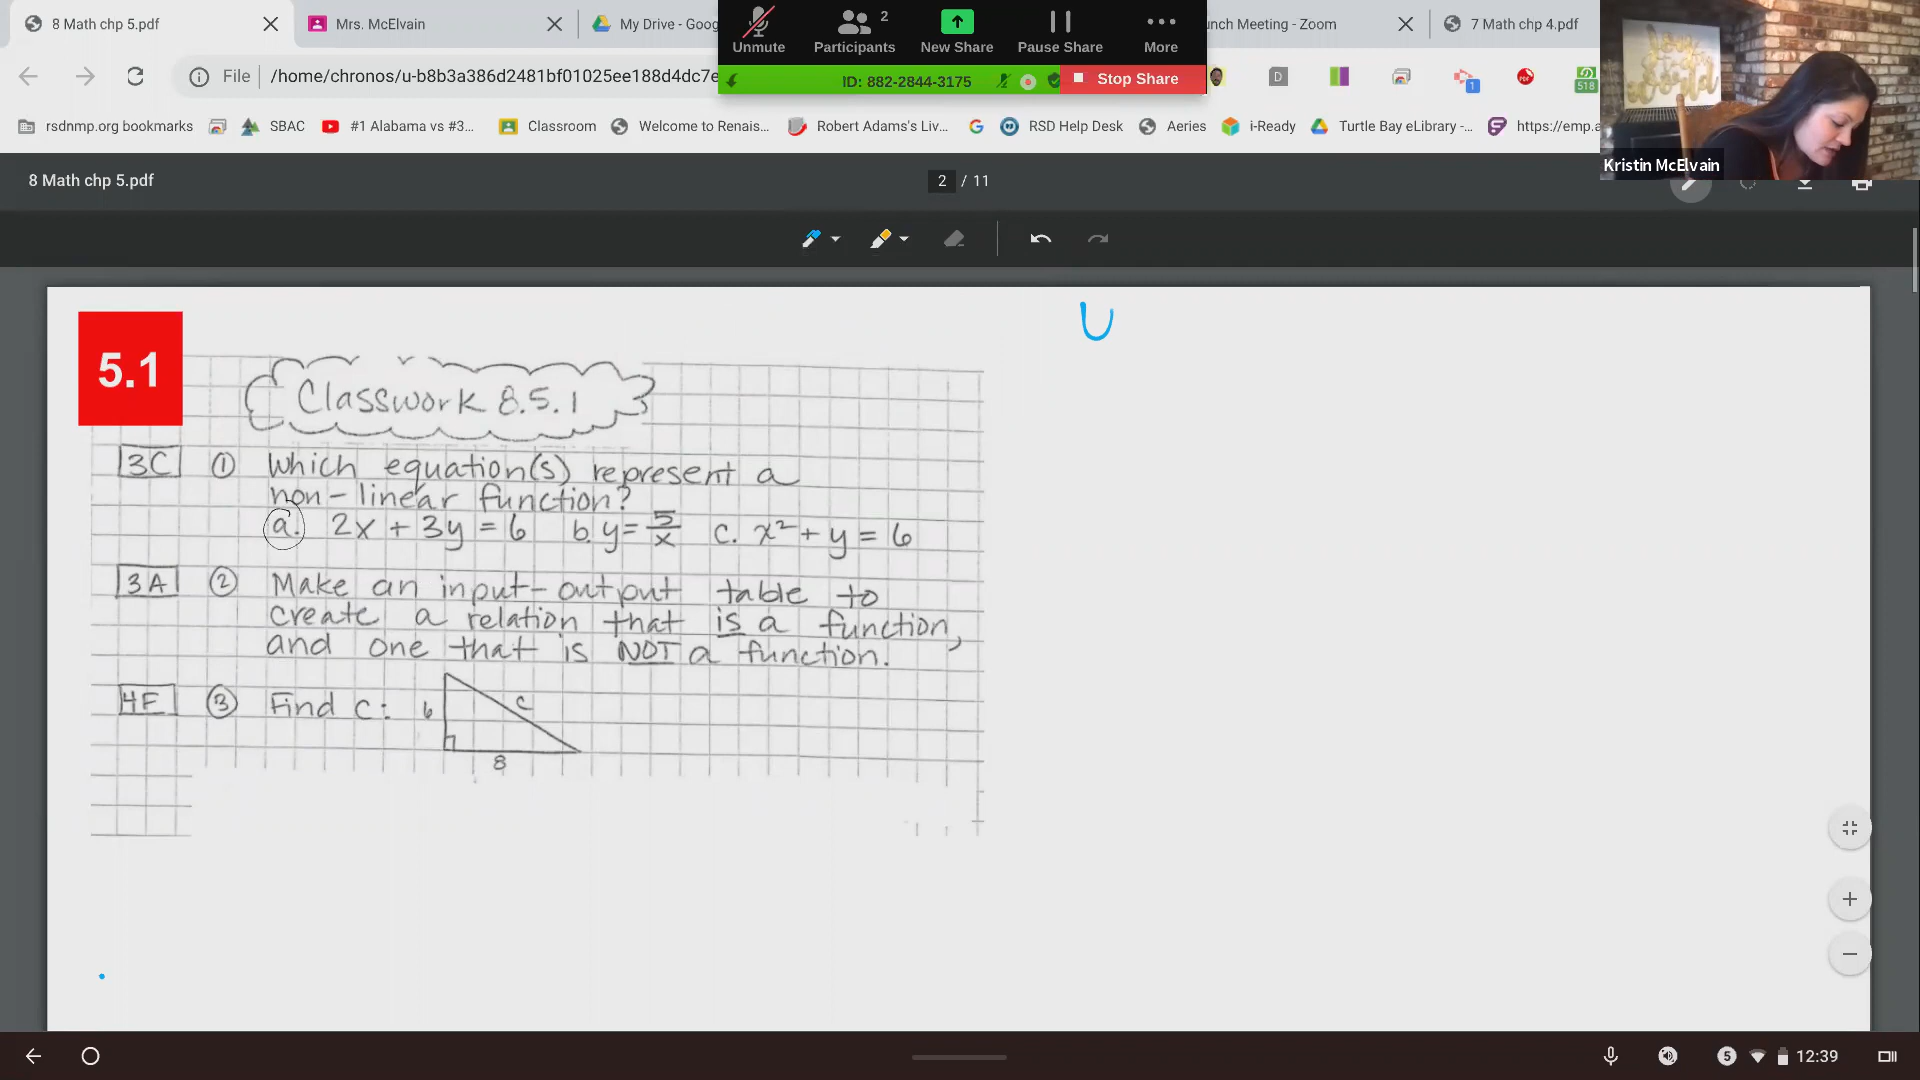 8 Math chp 5.pdf
Mrs. McElvain
My Drive - Goog
unch Meeting - Zoom
7 Math chp 4.pdf
Unmute
Participants
2
New Share
Pause Share
More
File
/home/chronos/u-b8b3a386d2481bf01025ee188d4dc7e
ID: 882-2844-3175
Stop Share
D
1
PDF
518
rsdnmp.org bookmarks
SBAC
#1 Alabama vs #3...
Classroom
Welcome to Renais...
Robert Adams's Liv...
RSD Help Desk
Aeries
i-Ready
Turtle Bay eLibrary -...
https://emp.a
Kristin McElvain
8 Math chp 5.pdf
2 / 11
U
5.1
Classwork 8.5.1
3C ① Which equation(s) represent a
non-linear function?
a. 2x + 3y = 6 b. y = 5/x c. x² + y = 6
3A ② Make an input-output table to
create a relation that is a function,
and one that is NOT a function.
③ Find c: 6 c
8
5
12:39